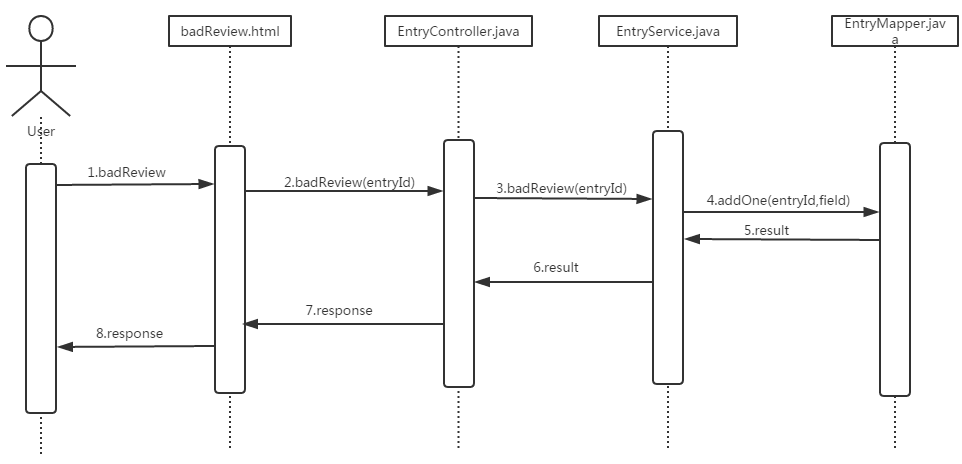 badReview.html
EntryController.java
EntryService.java
EntryMapper.jav
a
User
1.badReview
2.badReview(entryId)
3.badReview(entryId)
4.addOne(entryId,field)
5.result
6.result
7.response
8.response